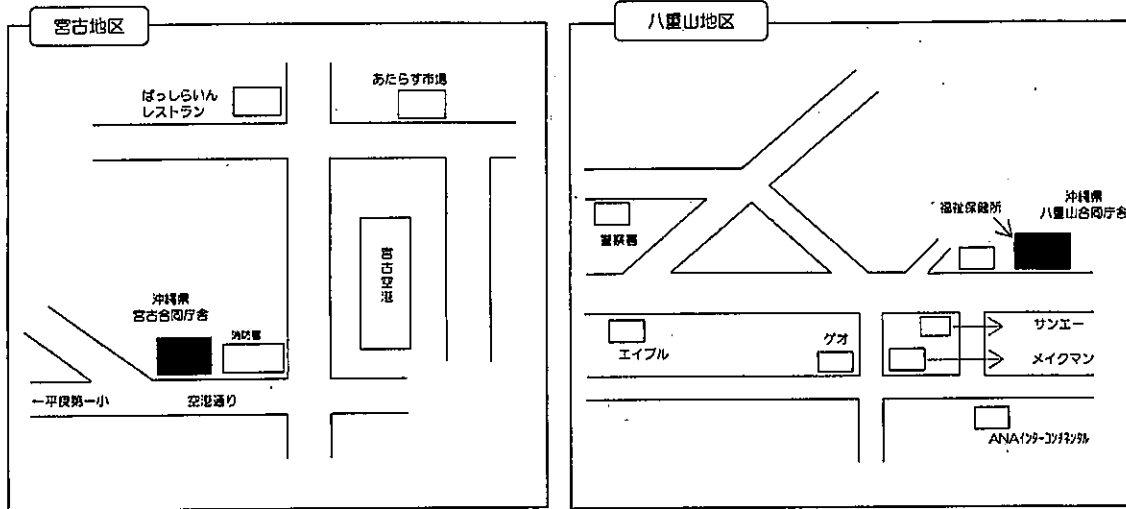 宮古地区
ぱっしらいん
レストラン
あたらす市場
宮古空港
沖縄県
宮古合同庁舎
消防署
←平良第一小
空港通り
八重山地区
警察署
福祉保健所
沖縄県
八重山合同庁舎
エイブル
ゲオ
サンエー
メイクマン
ANAインターコンチネンタル